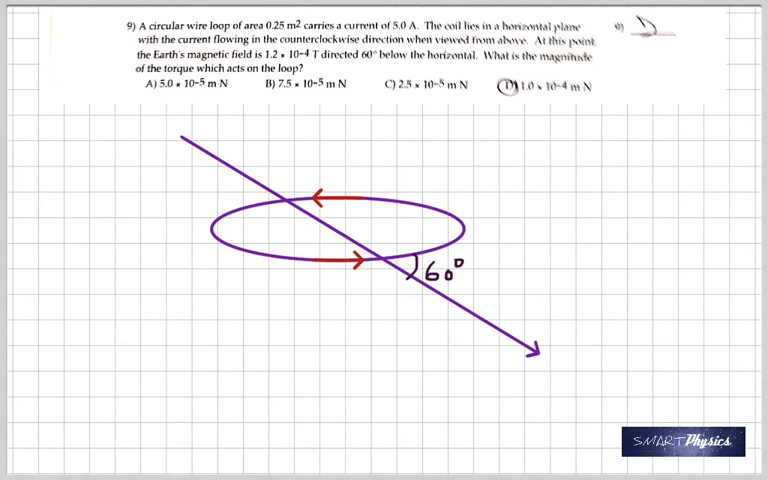 9) A circular wire loop of area 0.25 m2 carries a current of 5.0 A. The coil lies in a horizontal plane
with the current flowing in the counterclockwise direction when viewed from above. At this point,
the Earth's magnetic field is 1.2 × 10-4 T directed 60° below the horizontal. What is the magnitude
of the torque which acts on the loop?
A) 5.0 × 10-5 m N B) 7.5 × 10-5 m N C) 2.5 × 10-5 m N D) 1.0 × 10-4 m N
9) D
60°
SMART Physics